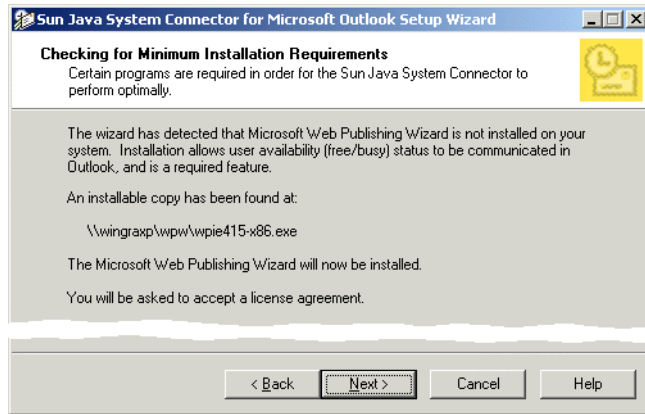 Sun Java System Connector for Microsoft Outlook Setup Wizard
Checking for Minimum Installation Requirements
Certain programs are required in order for the Sun Java System Connector to
perform optimally.
The wizard has detected that Microsoft Web Publishing Wizard is not installed on your
system. Installation allows user availability (free/busy) status to be communicated in
Outlook, and is a required feature.
An installable copy has been found at:
\\wingraxp\wpw\wpie415-x86.exe
The Microsoft Web Publishing Wizard will now be installed.
You will be asked to accept a license agreement.
< Back Next > Cancel Help